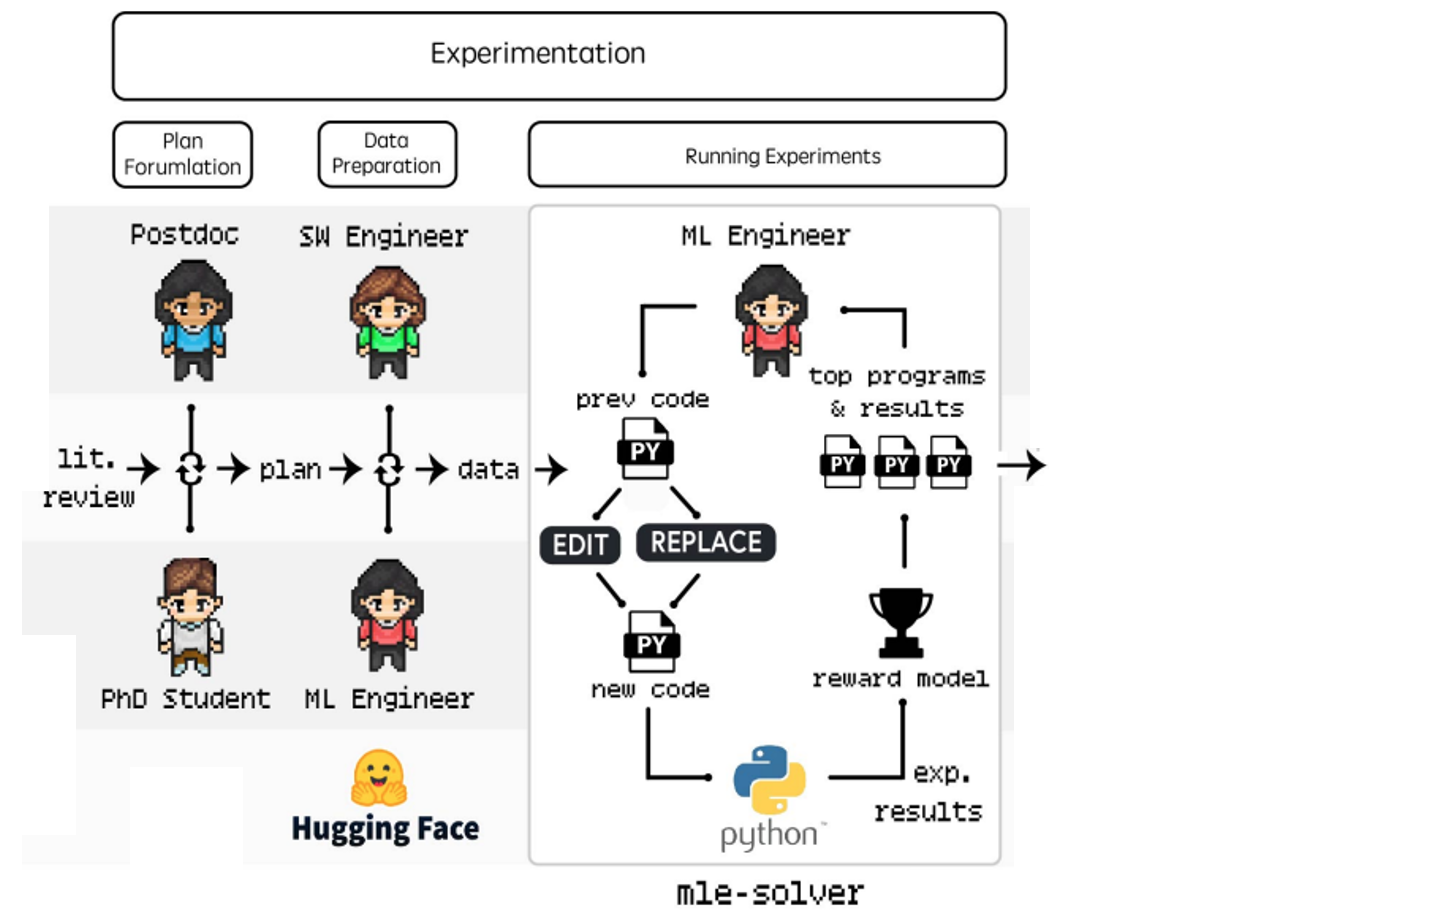 Experimentation
Plan
Forumlation
Data
Preparation
Running Experiments
Postdoc
SW Engineer
ML Engineer
prev code
top programs
& results
PY
PY
PY
PY
lit.
review
plan
data
EDIT
REPLACE
PY
new code
reward model
PhD Student
ML Engineer
Hugging Face
python™
exp.
results
mle-solver